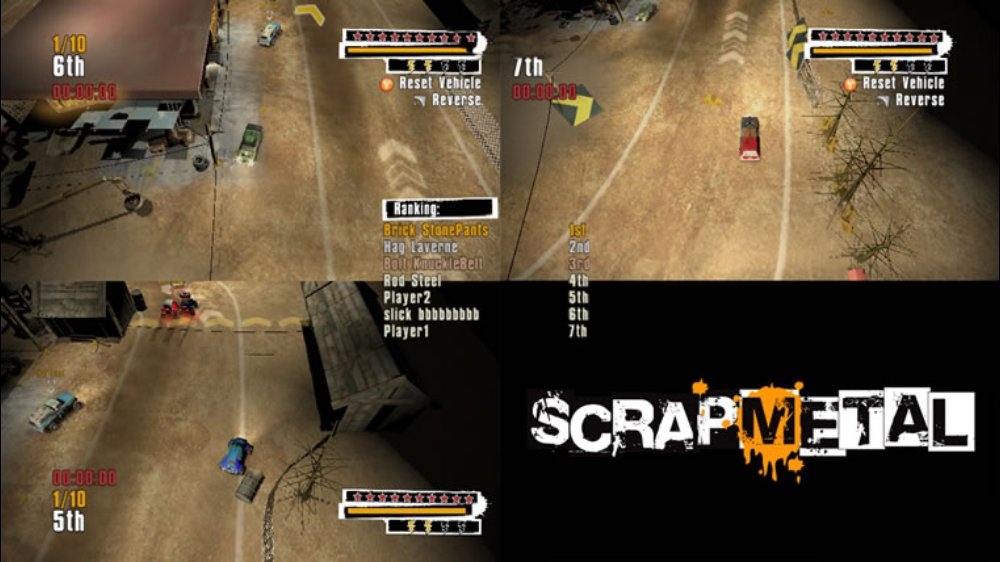 1/10
6th
00:00:00
Reset Vehicle
Reverse
7th
00:00:00
Reset Vehicle
Reverse
Ranking:
Brick StonePants 1st
Hag Laverne 2nd
Bolt KnuckleBelt 3rd
Rod Steel 4th
Player2 5th
slick bbbbbbbbb 6th
Player1 7th
00:00:00
1/10
5th
SCRAPMETAL